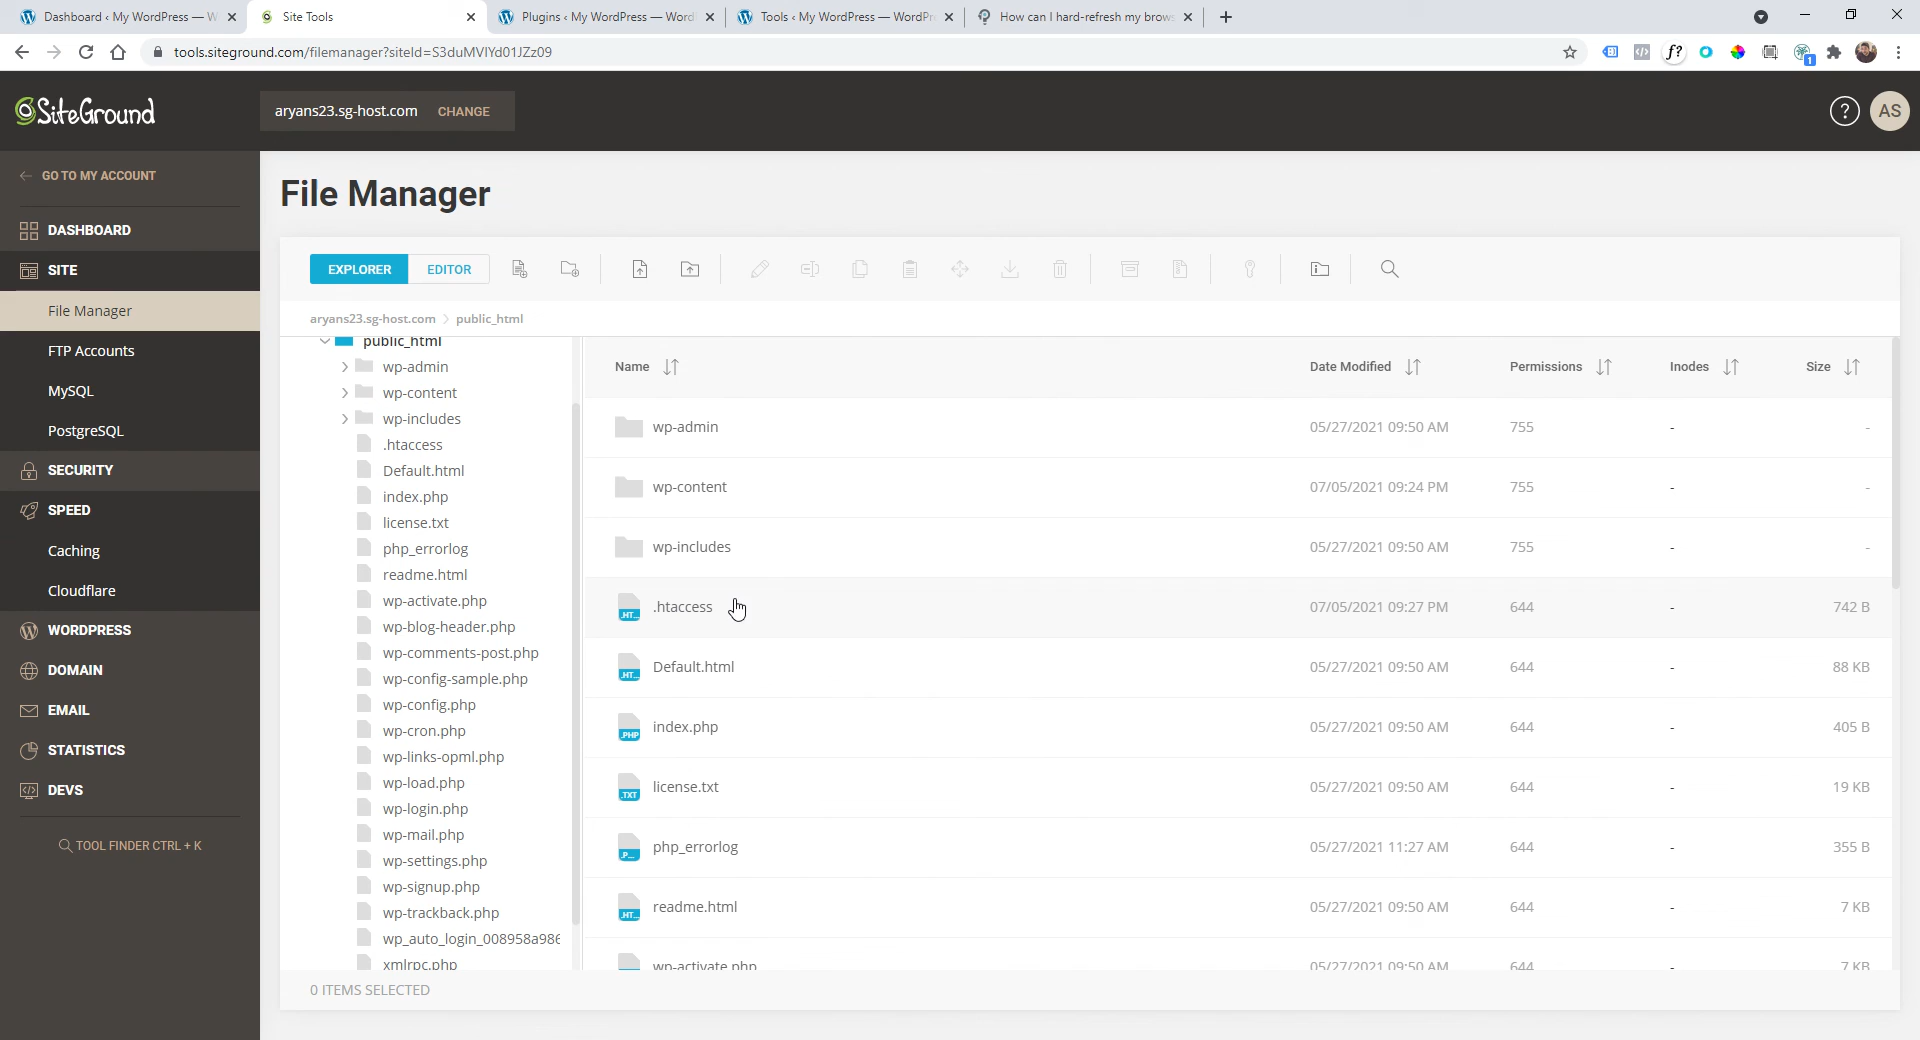 Dashboard ‹ My WordPress — W
Site Tools
Plugins ‹ My WordPress — Word
Tools ‹ My WordPress — WordPr
How can I hard-refresh my brows
tools.siteground.com/filemanager?siteId=S3duMVlYd01JZz09
f?
1
SiteGround
aryans23.sg-host.com CHANGE
?
AS
GO TO MY ACCOUNT
DASHBOARD
SITE
File Manager
FTP Accounts
MySQL
PostgreSQL
SECURITY
SPEED
Caching
Cloudflare
WORDPRESS
DOMAIN
EMAIL
STATISTICS
DEVS
TOOL FINDER CTRL + K
File Manager
EXPLORER EDITOR
aryans23.sg-host.com > public_html
public_html
wp-admin
wp-content
wp-includes
.htaccess
Default.html
index.php
license.txt
php_errorlog
readme.html
wp-activate.php
wp-blog-header.php
wp-comments-post.php
wp-config-sample.php
wp-config.php
wp-cron.php
wp-links-opml.php
wp-load.php
wp-login.php
wp-mail.php
wp-settings.php
wp-signup.php
wp-trackback.php
wp_auto_login_008958a986
xmlrpc.php
Name Date Modified Permissions Inodes Size
wp-admin 05/27/2021 09:50 AM 755 - -
wp-content 07/05/2021 09:24 PM 755 - -
wp-includes 05/27/2021 09:50 AM 755 - -
.HT... .htaccess 07/05/2021 09:27 PM 644 - 742 B
.HT... Default.html 05/27/2021 09:50 AM 644 - 88 KB
.PHP index.php 05/27/2021 09:50 AM 644 - 405 B
.TXT license.txt 05/27/2021 09:50 AM 644 - 19 KB
.P... php_errorlog 05/27/2021 11:27 AM 644 - 355 B
.HT... readme.html 05/27/2021 09:50 AM 644 - 7 KB
wp-activate.php 05/27/2021 09:50 AM 644 - 7 KB
0 ITEMS SELECTED